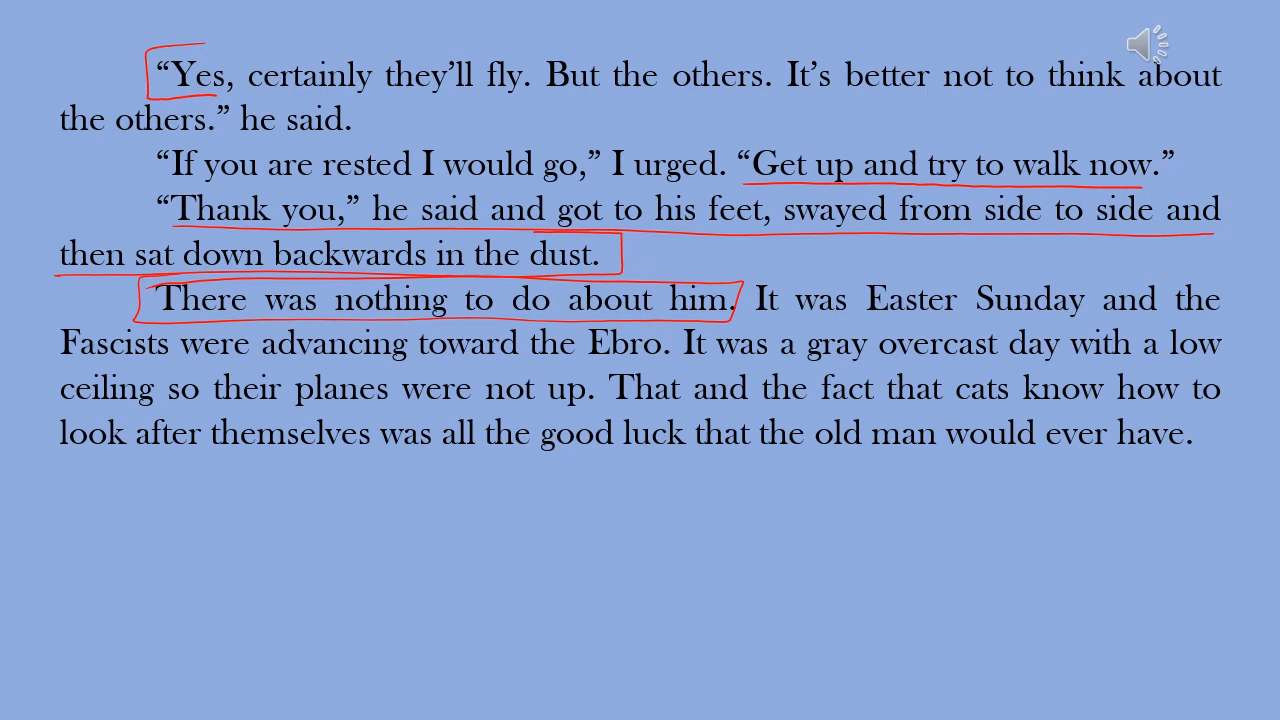 “Yes, certainly they’ll fly. But the others. It’s better not to think about
the others.” he said.
“If you are rested I would go,” I urged. “Get up and try to walk now.”
“Thank you,” he said and got to his feet, swayed from side to side and
then sat down backwards in the dust.
There was nothing to do about him. It was Easter Sunday and the
Fascists were advancing toward the Ebro. It was a gray overcast day with a low
ceiling so their planes were not up. That and the fact that cats know how to
look after themselves was all the good luck that the old man would ever have.